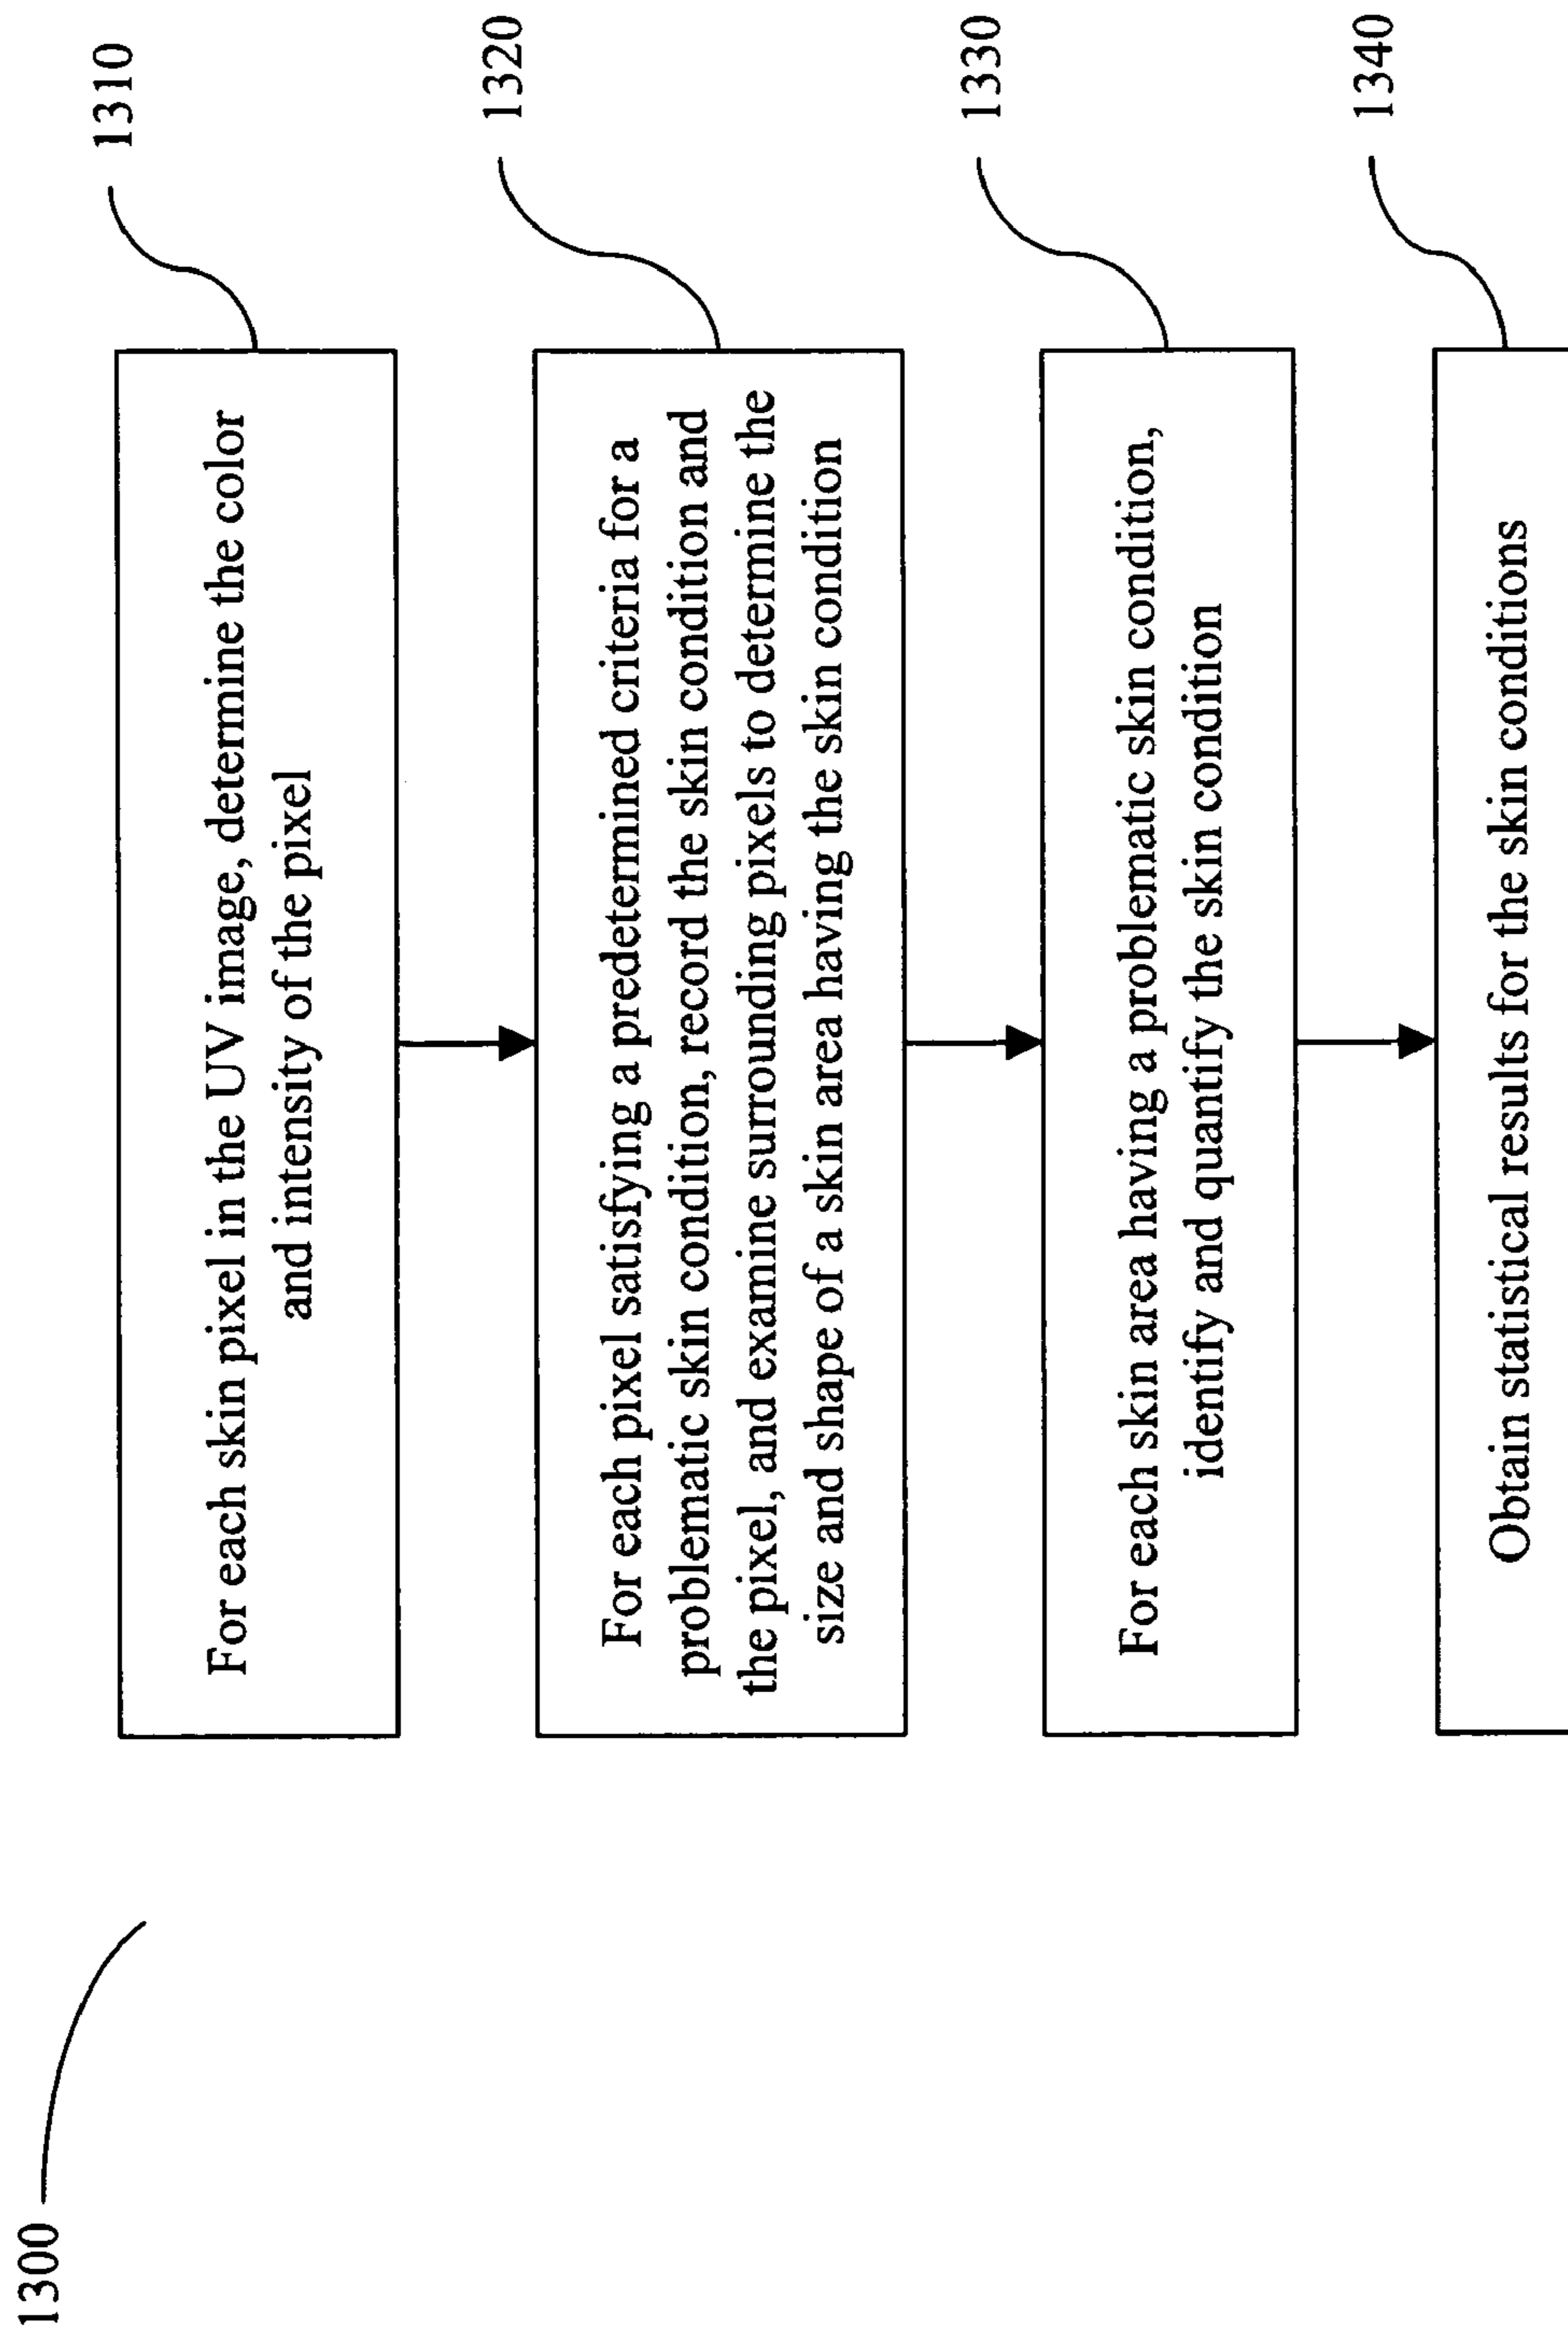 1300
1310
For each skin pixel in the UV image, determine the color
and intensity of the pixel
1320
For each pixel satisfying a predetermined criteria for a
problematic skin condition, record the skin condition and
the pixel, and examine surrounding pixels to determine the
size and shape of a skin area having the skin condition
1330
For each skin area having a problematic skin condition,
identify and quantify the skin condition
1340
Obtain statistical results for the skin conditions